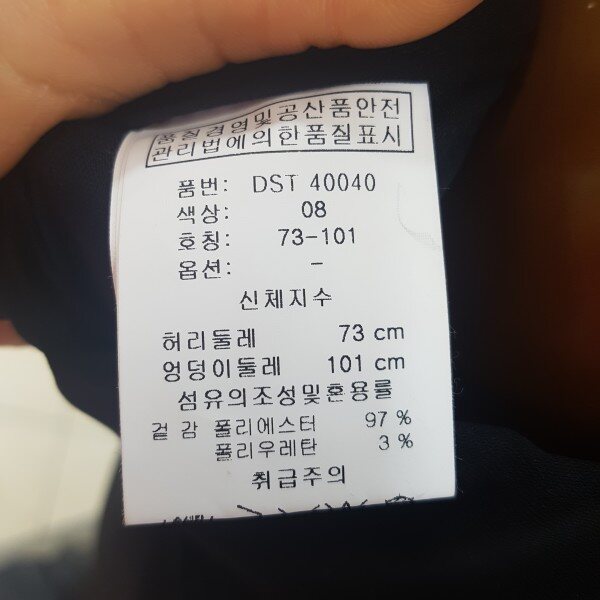 품질경영및공산품안전
관리법에의한품질표시
품번: DST 40040
색상: 08
호칭: 73-101
옵션: -
신체지수
허리둘레 73 cm
엉덩이둘레 101 cm
섬유의조성및혼용률
겉 감 폴리에스터 97 %
폴리우레탄 3 %
취급주의